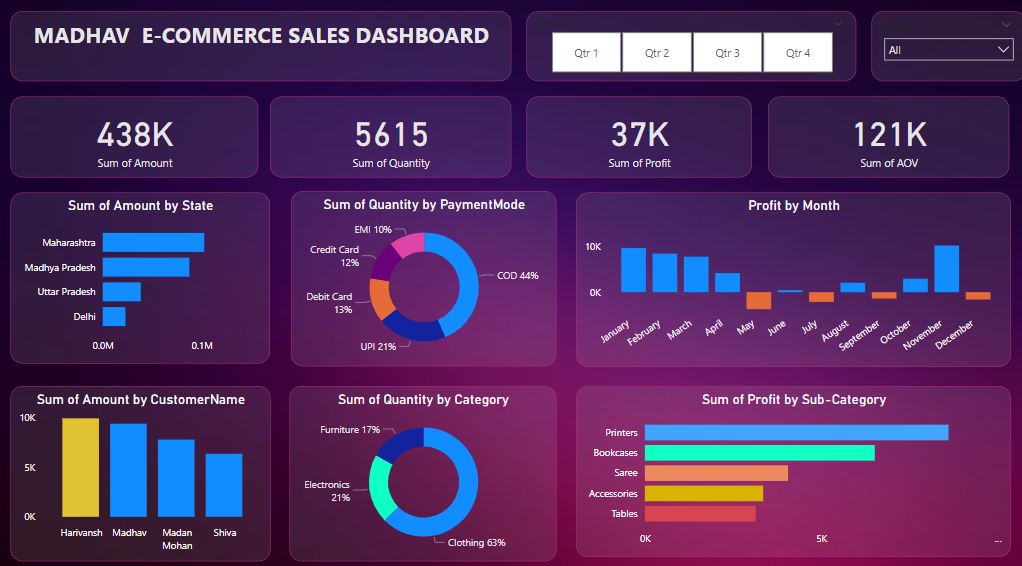 MADHAV E-COMMERCE SALES DASHBOARD
Qtr 1
Qtr 2
Qtr 3
Qtr 4
All
438K
Sum of Amount
5615
Sum of Quantity
37K
Sum of Profit
121K
Sum of AOV
Sum of Amount by State
Maharashtra
Madhya Pradesh
Uttar Pradesh
Delhi
0.0M
0.1M
Sum of Quantity by PaymentMode
EMI 10%
Credit Card
12%
Debit Card
13%
UPI 21%
COD 44%
Profit by Month
10K
0K
January
February
March
April
May
June
July
August
September
October
November
December
Sum of Amount by CustomerName
10K
5K
0K
Harivansh
Madhav
Madan
Mohan
Shiva
Sum of Quantity by Category
Furniture 17%
Electronics
21%
Clothing 63%
Sum of Profit by Sub-Category
Printers
Bookcases
Saree
Accessories
Tables
0K
5K
...